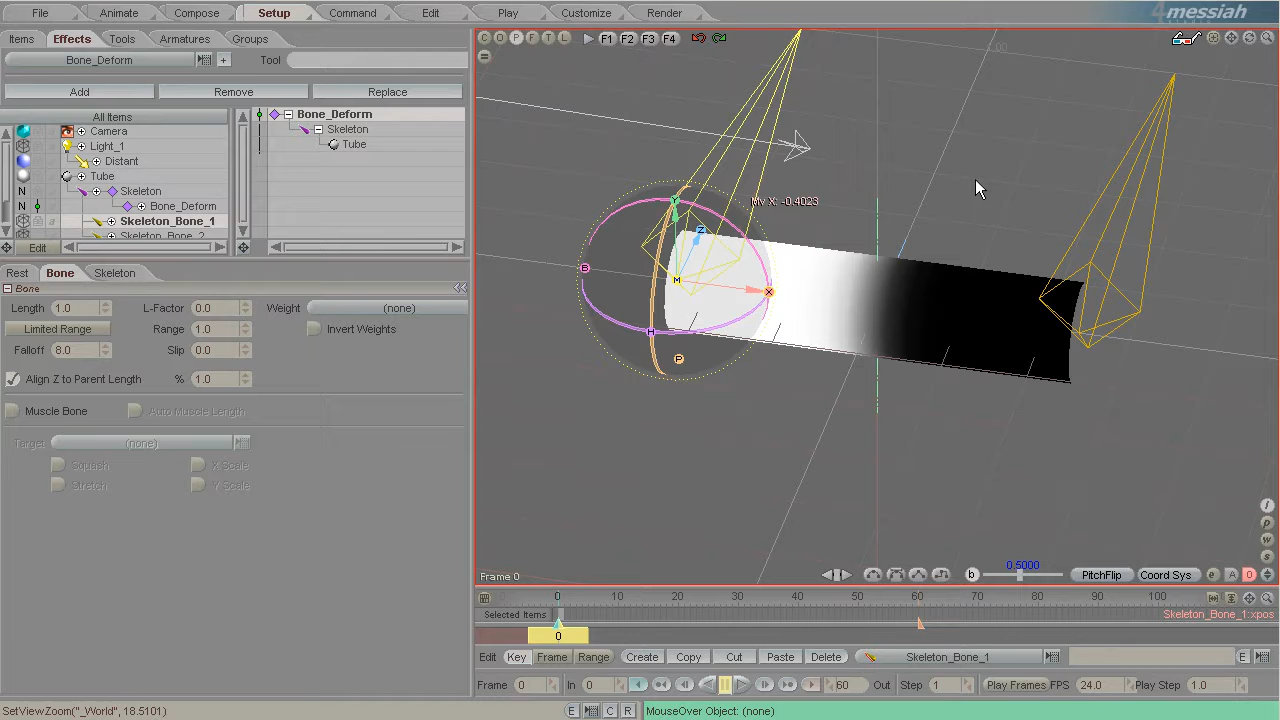 File Animate Compose Setup Command Edit Play Customize Render 4messiah
Items Effects Tools Armatures Groups
C O P F T L F1 F2 F3 F4
Bone_Deform + Tool
Add Remove Replace
All Items
Camera
Light_1
Distant
Tube
N Skeleton
N Bone_Deform
Skeleton_Bone_1
Skeleton_Bone_2
Bone_Deform
Skeleton
Tube
Edit
Rest Bone Skeleton
Bone
Length 1.0 L-Factor 0.0 Weight (none)
Limited Range Range 1.0 Invert Weights
Falloff 8.0 Slip 0.0
Align Z to Parent Length % 1.0
Muscle Bone Auto Muscle Length
Target (none)
Squash X Scale
Stretch Y Scale
Mv X: -0.4023
Y
Z
B
M
X
H
P
i
p
w
s
Frame 0
b 0.5000 PitchFlip Coord Sys e A 0
0 10 20 30 40 50 60 70 80 90 100
Selected Items Skeleton_Bone_1:xpos
0
Edit Key Frame Range Create Copy Cut Paste Delete Skeleton_Bone_1 E
Frame 0 In 0 60 Out Step 1 Play Frames FPS 24.0 Play Step 1.0
SetViewZoom("_World", 18.5101) E C R MouseOver Object: (none)